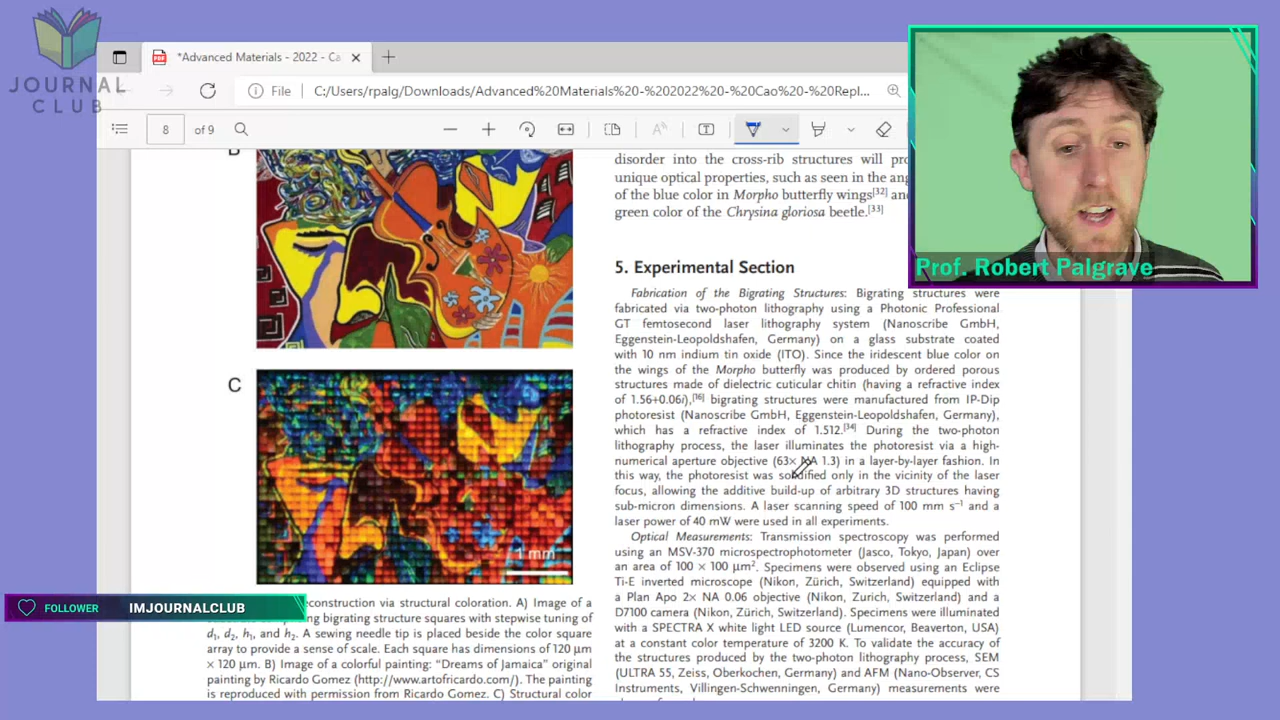 JOURNAL
CLUB
*Advanced Materials - 2022 - Ca
File
C:/Users/rpalg/Downloads/Advanced%20Materials%20-%202022%20-%20Cao%20-%20Repl...
8
of 9
B
C
1 mm
econstruction via structural coloration. A) Image of a
ing bigrating structure squares with stepwise tuning of
d1, d2, h1, and h2. A sewing needle tip is placed beside the color square
array to provide a sense of scale. Each square has dimensions of 120 µm
× 120 µm. B) Image of a colorful painting: “Dreams of Jamaica” original
painting by Ricardo Gomez (http://www.artofricardo.com/). The painting
is reproduced with permission from Ricardo Gomez. C) Structural color
disorder into the cross-rib structures will pro
unique optical properties, such as seen in the ang
of the blue color in Morpho butterfly wings[32] and
green color of the Chrysina gloriosa beetle.[33]
5. Experimental Section
Fabrication of the Bigrating Structures: Bigrating structures were
fabricated via two-photon lithography using a Photonic Professional
GT femtosecond laser lithography system (Nanoscribe GmbH,
Eggenstein-Leopoldshafen, Germany) on a glass substrate coated
with 10 nm indium tin oxide (ITO). Since the iridescent blue color on
the wings of the Morpho butterfly was produced by ordered porous
structures made of dielectric cuticular chitin (having a refractive index
of 1.56+0.06i),[16] bigrating structures were manufactured from IP-Dip
photoresist (Nanoscribe GmbH, Eggenstein-Leopoldshafen, Germany),
which has a refractive index of 1.512.[34] During the two-photon
lithography process, the laser illuminates the photoresist via a high-
numerical aperture objective (63× NA 1.3) in a layer-by-layer fashion. In
this way, the photoresist was solidified only in the vicinity of the laser
focus, allowing the additive build-up of arbitrary 3D structures having
sub-micron dimensions. A laser scanning speed of 100 mm s−1 and a
laser power of 40 mW were used in all experiments.
Optical Measurements: Transmission spectroscopy was performed
using an MSV-370 microspectrophotometer (Jasco, Tokyo, Japan) over
an area of 100 × 100 µm2. Specimens were observed using an Eclipse
Ti-E inverted microscope (Nikon, Zürich, Switzerland) equipped with
a Plan Apo 2× NA 0.06 objective (Nikon, Zurich, Switzerland) and a
D7100 camera (Nikon, Zürich, Switzerland). Specimens were illuminated
with a SPECTRA X white light LED source (Lumencor, Beaverton, USA)
at a constant color temperature of 3200 K. To validate the accuracy of
the structures produced by the two-photon lithography process, SEM
(ULTRA 55, Zeiss, Oberkochen, Germany) and AFM (Nano-Observer, CS
Instruments, Villingen-Schwenningen, Germany) measurements were
Prof. Robert Palgrave
FOLLOWER
IMJOURNALCLUB